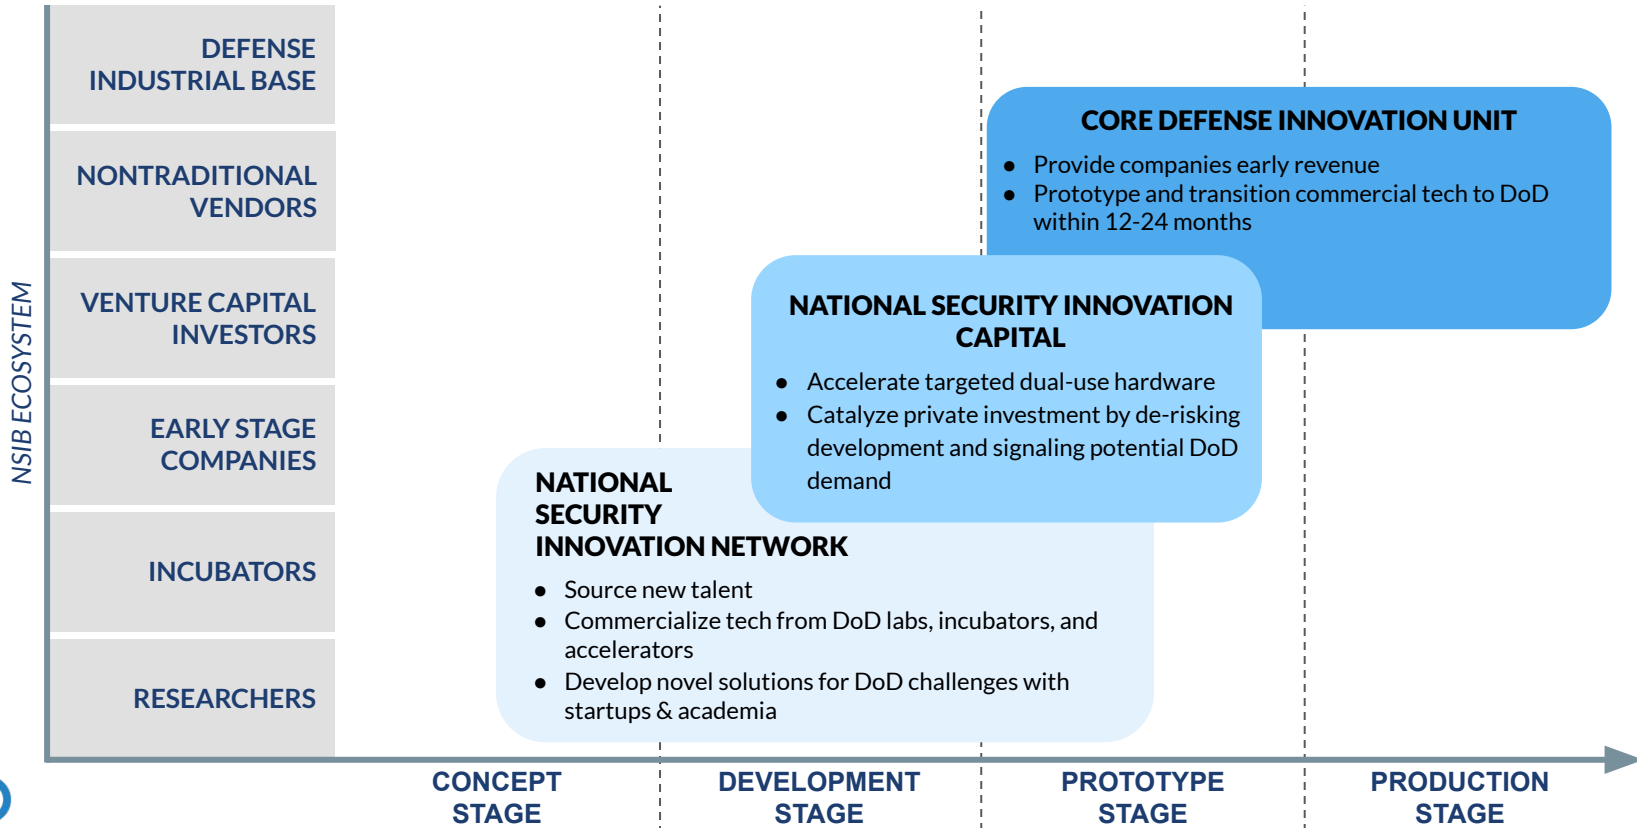 DEFENSE
INDUSTRIAL BASE
NONTRADITIONAL
VENDORS
VENTURE CAPITAL
INVESTORS
EARLY STAGE
COMPANIES
INCUBATORS
RESEARCHERS
NSIB ECOSYSTEM
CORE DEFENSE INNOVATION UNIT
● Provide companies early revenue
● Prototype and transition commercial tech to DoD
within 12-24 months
NATIONAL SECURITY INNOVATION
CAPITAL
● Accelerate targeted dual-use hardware
● Catalyze private investment by de-risking
development and signaling potential DoD
demand
NATIONAL
SECURITY
INNOVATION NETWORK
● Source new talent
● Commercialize tech from DoD labs, incubators, and
accelerators
● Develop novel solutions for DoD challenges with
startups & academia
CONCEPT
STAGE
DEVELOPMENT
STAGE
PROTOTYPE
STAGE
PRODUCTION
STAGE